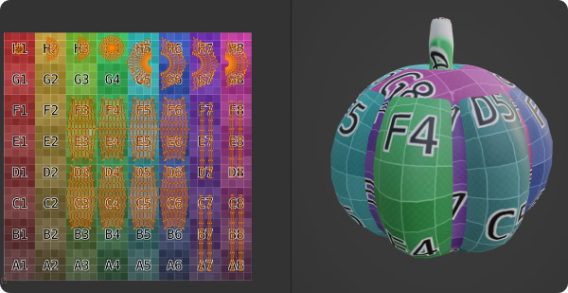 H1 H2 H3 H5 H6 H7 H8
G1 G2 G3 G4 G6 G7 G8
F1 F2 F3 F4 F5 F6 F7 F8
E1 E2 E3 E4 E5 E6 E7 E8
D1 D2 D3 D4 D5 D6 D7 D8
C1 C2 C3 C4 C5 C6 C7 C8
B1 B2 B3 B4 B5 B6 B7 B8
A1 A2 A3 A4 A5 A6 A7 A8
G8
F4 D5